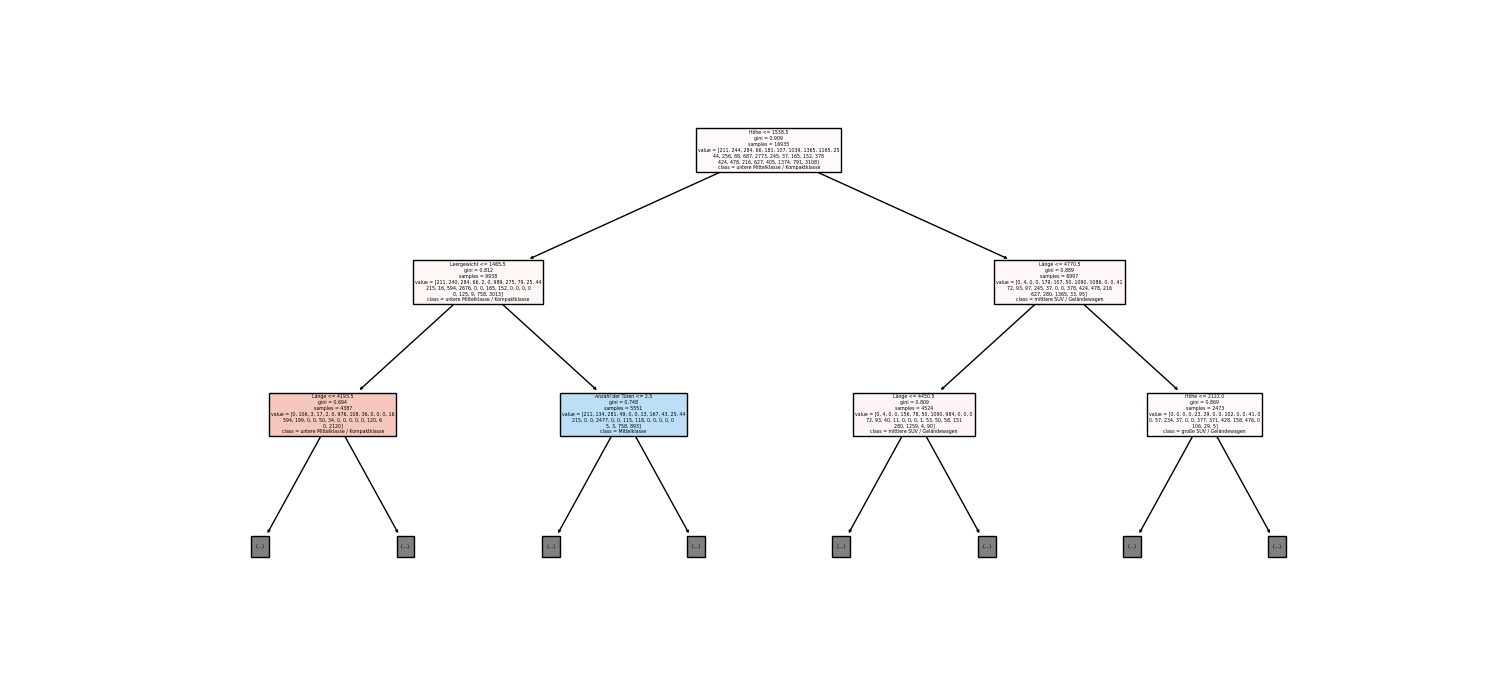 Höhe <= 1538.5
gini = 0.909
samples = 16935
value = [211, 244, 284, 66, 181, 107, 1039, 1365, 1165, 25
44, 256, 88, 687, 2773, 245, 37, 165, 152, 378
424, 478, 216, 627, 405, 1374, 791, 3108]
class = untere Mittelklasse / Kompaktklasse
Leergewicht <= 1465.5
gini = 0.812
samples = 9938
value = [211, 240, 284, 66, 2, 0, 989, 275, 79, 25, 44
215, 16, 594, 2676, 0, 0, 165, 152, 0, 0, 0, 0
0, 125, 9, 758, 3013]
class = untere Mittelklasse / Kompaktklasse
Länge <= 4770.5
gini = 0.889
samples = 6997
value = [0, 4, 0, 0, 179, 107, 50, 1090, 1086, 0, 0, 41
72, 93, 97, 245, 37, 0, 0, 378, 424, 478, 216
627, 280, 1365, 33, 95]
class = mittlere SUV / Geländewagen
Länge <= 4193.5
gini = 0.694
samples = 4387
value = [0, 106, 3, 17, 2, 0, 976, 108, 36, 0, 0, 0, 16
594, 199, 0, 0, 50, 34, 0, 0, 0, 0, 0, 120, 6
0, 2120]
class = untere Mittelklasse / Kompaktklasse
Anzahl der Türen <= 2.5
gini = 0.748
samples = 5551
value = [211, 134, 281, 49, 0, 0, 13, 167, 43, 25, 44
215, 0, 0, 2477, 0, 0, 115, 118, 0, 0, 0, 0, 0
5, 3, 758, 893]
class = Mittelklasse
Länge <= 4450.5
gini = 0.809
samples = 4524
value = [0, 4, 0, 0, 156, 78, 50, 1090, 984, 0, 0, 0
72, 93, 40, 11, 0, 0, 0, 1, 53, 50, 58, 151
280, 1259, 4, 90]
class = mittlere SUV / Geländewagen
Höhe <= 2122.0
gini = 0.869
samples = 2473
value = [0, 0, 0, 0, 23, 29, 0, 0, 102, 0, 0, 41, 0
0, 57, 234, 37, 0, 0, 377, 371, 428, 158, 476, 0
106, 29, 5]
class = große SUV / Geländewagen
(...)
(...)
(...)
(...)
(...)
(...)
(...)
(...)